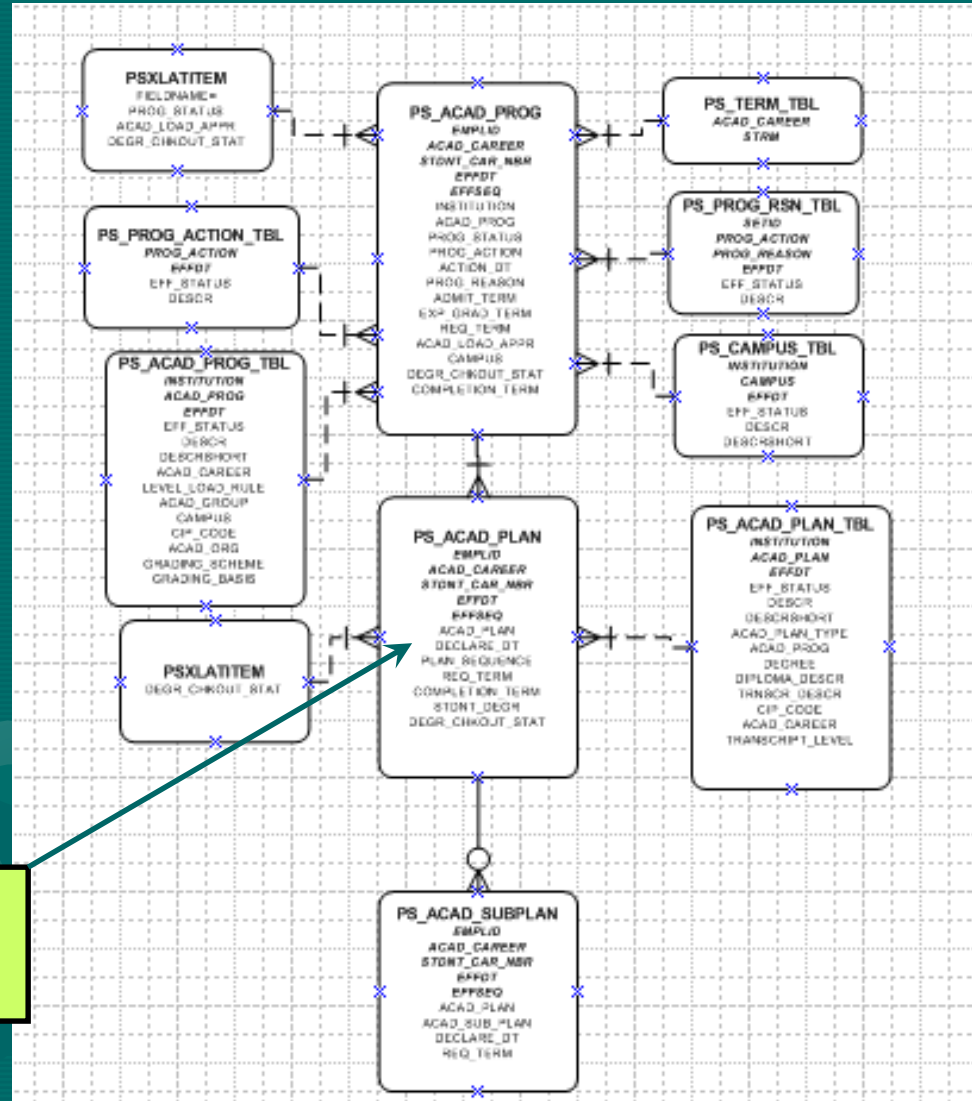 PSXLATITEM
FIELDNAME=
PROG_STATUS
ACAD_LOAD_APPR
DEGR_CHKOUT_STAT
PS_PROG_ACTION_TBL
PROG_ACTION
EFFDT
EFF_STATUS
DESCR
PS_ACAD_PROG_TBL
INSTITUTION
ACAD_PROG
EFFDT
EFF_STATUS
DESCR
DESCRSHORT
ACAD_CAREER
LEVEL_LOAD_RULE
ACAD_GROUP
CAMPUS
CIP_CODE
ACAD_ORG
GRADING_SCHEME
GRADING_BASIS
PSXLATITEM
DEGR_CHKOUT_STAT
PS_ACAD_PROG
EMPLID
ACAD_CAREER
STDNT_CAR_NBR
EFFDT
EFFSEQ
INSTITUTION
ACAD_PROG
PROG_STATUS
PROG_ACTION
ACTION_DT
PROG_REASON
ADMIT_TERM
EXP_GRAD_TERM
REQ_TERM
ACAD_LOAD_APPR
CAMPUS
DEGR_CHKOUT_STAT
COMPLETION_TERM
PS_ACAD_PLAN
EMPLID
ACAD_CAREER
STDNT_CAR_NBR
EFFDT
EFFSEQ
ACAD_PLAN
DECLARE_DT
PLAN_SEQUENCE
REQ_TERM
COMPLETION_TERM
STDNT_DEGR
DEGR_CHKOUT_STAT
PS_ACAD_SUBPLAN
EMPLID
ACAD_CAREER
STDNT_CAR_NBR
EFFDT
EFFSEQ
ACAD_PLAN
ACAD_SUB_PLAN
DECLARE_DT
REQ_TERM
PS_TERM_TBL
ACAD_CAREER
STRM
PS_PROG_RSN_TBL
SETID
PROG_ACTION
PROG_REASON
EFFDT
EFF_STATUS
DESCR
PS_CAMPUS_TBL
INSTITUTION
CAMPUS
EFFDT
EFF_STATUS
DESCR
DESCRSHORT
PS_ACAD_PLAN_TBL
INSTITUTION
ACAD_PLAN
EFFDT
EFF_STATUS
DESCR
DESCRSHORT
ACAD_PLAN_TYPE
ACAD_PROG
DEGREE
DIPLOMA_DESCR
TRNSCR_DESCR
CIP_CODE
ACAD_CAREER
TRANSCRIPT_LEVEL